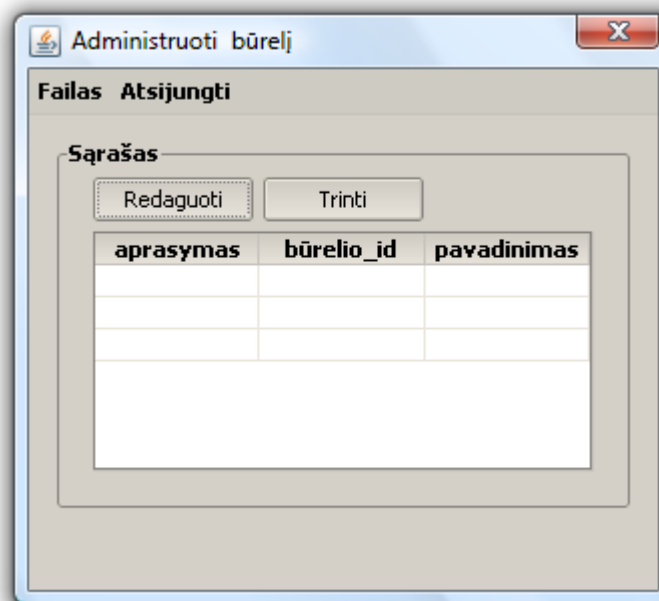 Administruoti būrelį
Failas Atsijungti
Sąrašas
Redaguoti Trinti
aprasymas būrelio_id pavadinimas